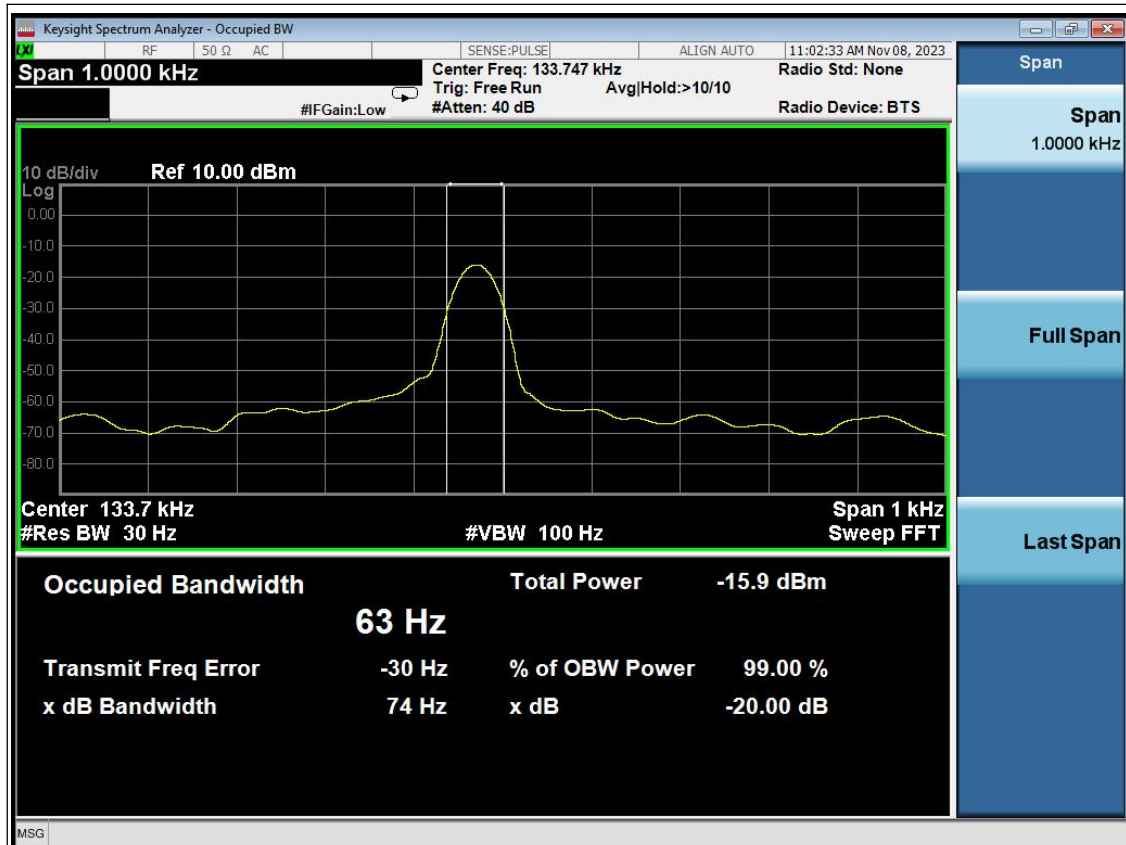 Keysight Spectrum Analyzer - Occupied BW
LXI RF 50 Ω AC SENSE:PULSE ALIGN AUTO 11:02:33 AM Nov 08, 2023
Span 1.0000 kHz
Center Freq: 133.747 kHz Radio Std: None
Trig: Free Run Avg|Hold:>10/10
#IFGain:Low #Atten: 40 dB Radio Device: BTS
10 dB/div Ref 10.00 dBm
Log
0.00
-10.0
-20.0
-30.0
-40.0
-50.0
-60.0
-70.0
-80.0
Center 133.7 kHz Span 1 kHz
#Res BW 30 Hz #VBW 100 Hz Sweep FFT
Occupied Bandwidth Total Power -15.9 dBm
63 Hz
Transmit Freq Error -30 Hz % of OBW Power 99.00 %
x dB Bandwidth 74 Hz x dB -20.00 dB
MSG
Span
Span
1.0000 kHz
Full Span
Last Span